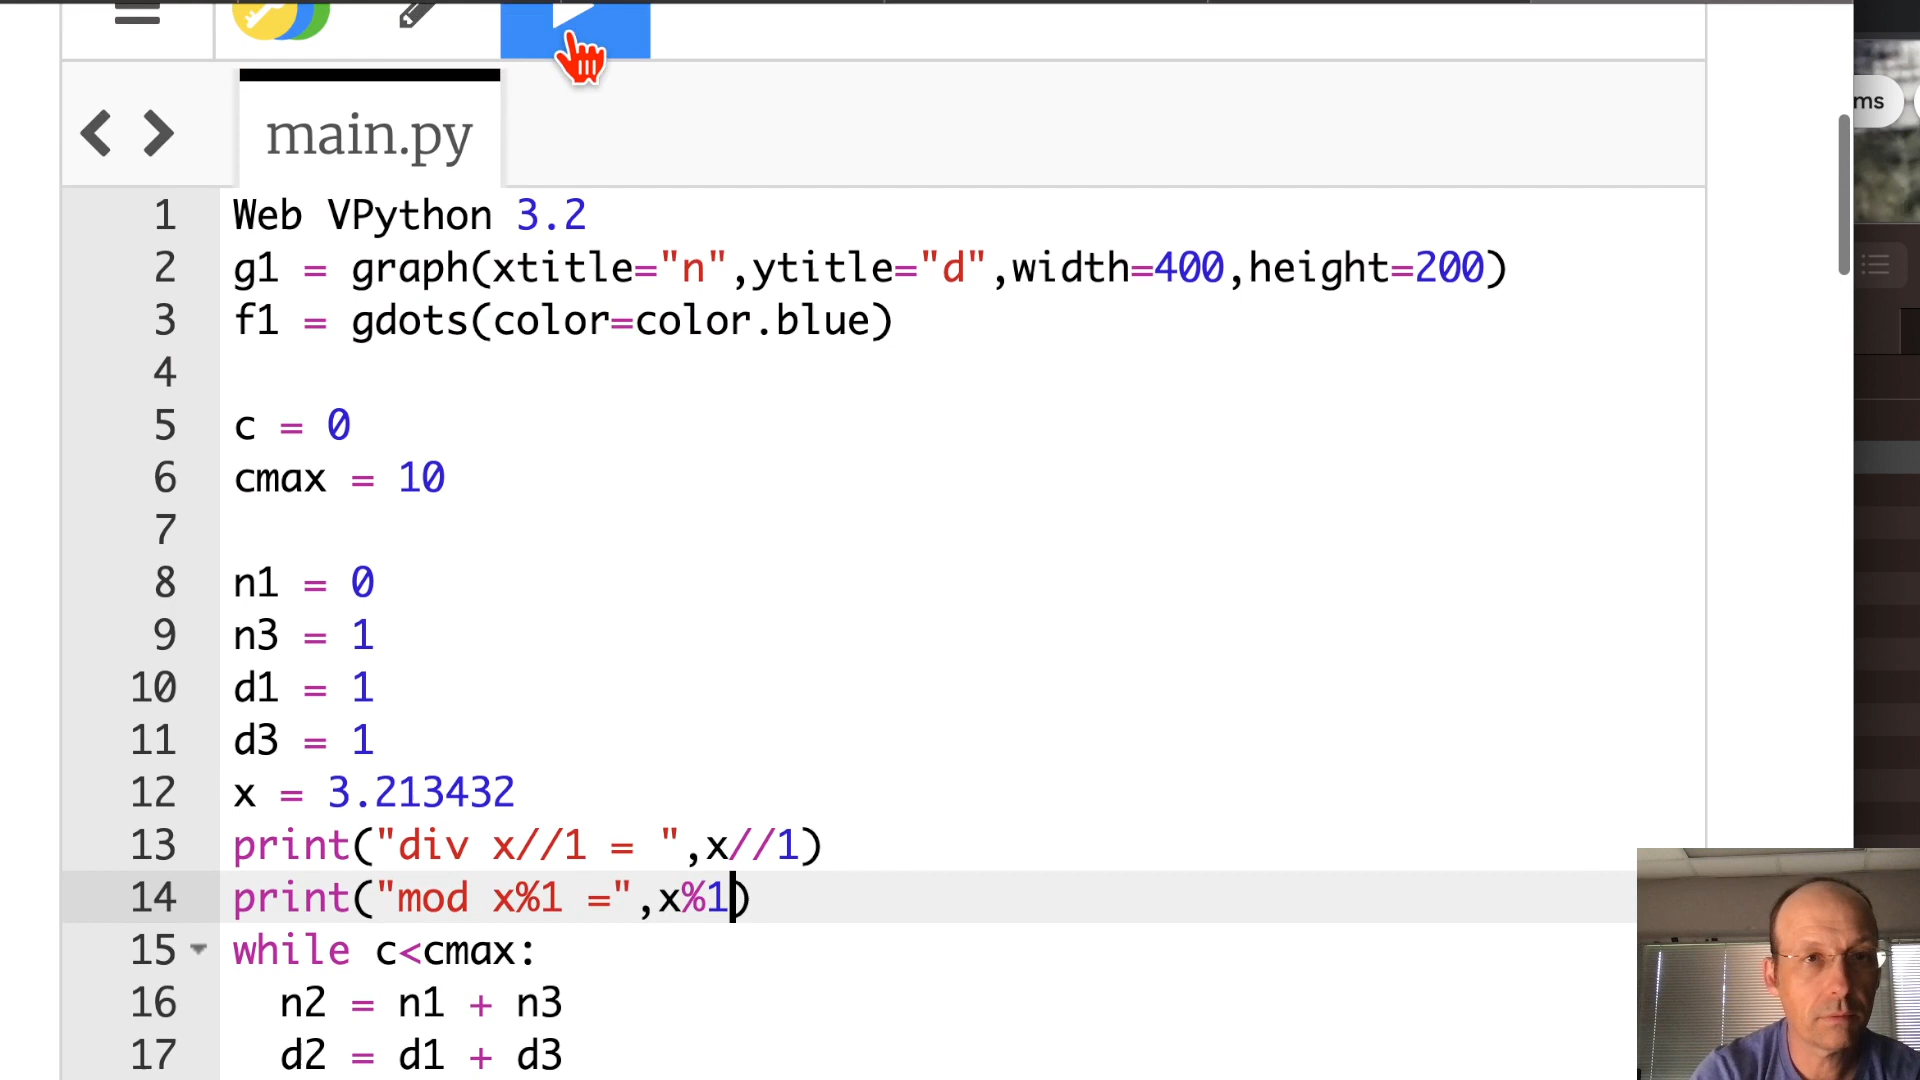 ms
main.py
1 Web VPython 3.2
2 g1 = graph(xtitle="n",ytitle="d",width=400,height=200)
3 f1 = gdots(color=color.blue)
4
5 c = 0
6 cmax = 10
7
8 n1 = 0
9 n3 = 1
10 d1 = 1
11 d3 = 1
12 x = 3.213432
13 print("div x//1 = ",x//1)
14 print("mod x%1 =",x%1)
15 while c<cmax:
16 n2 = n1 + n3
17 d2 = d1 + d3